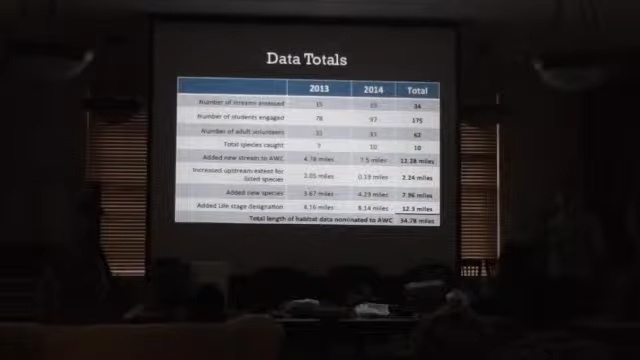 Data Totals
2013 2014 Total
Number of streams assessed 15 34
Number of students engaged 78 97 175
Number of adult volunteers 31 31 62
Total species caught 7 10 10
Added new stream to AWC miles 7.5 miles 11.28 miles
Increased upstream extent for
listed species 2.05 miles 0.19 miles 2.24 miles
Added new species 3.67 miles 4.29 miles 7.96 miles
Added Life stage designation 4.16 miles 8.14 miles 12.3 miles
Total length of habitat data nominated to AWC 34.78 miles